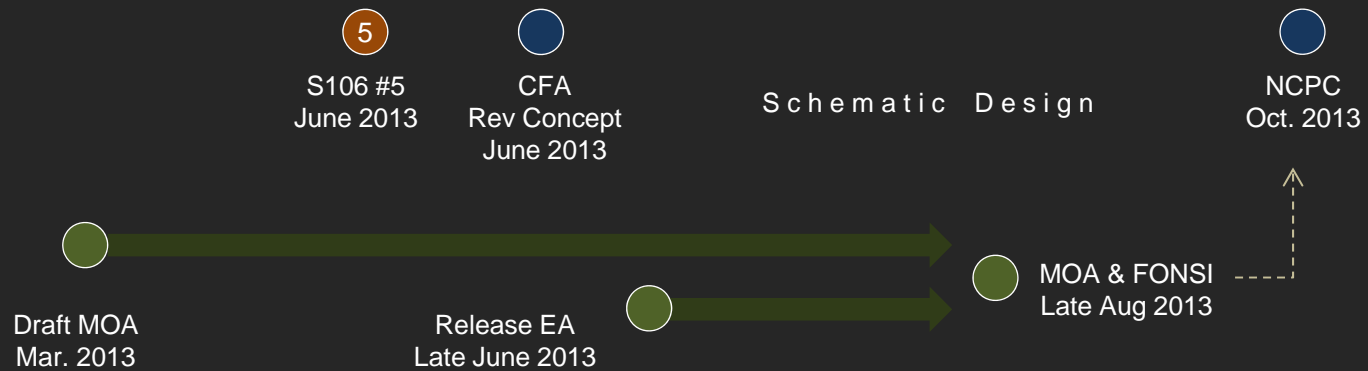 5
S106 #5
June 2013
CFA
Rev Concept
June 2013
Schematic Design
NCPC
Oct. 2013
Draft MOA
Mar. 2013
Release EA
Late June 2013
MOA & FONSI
Late Aug 2013